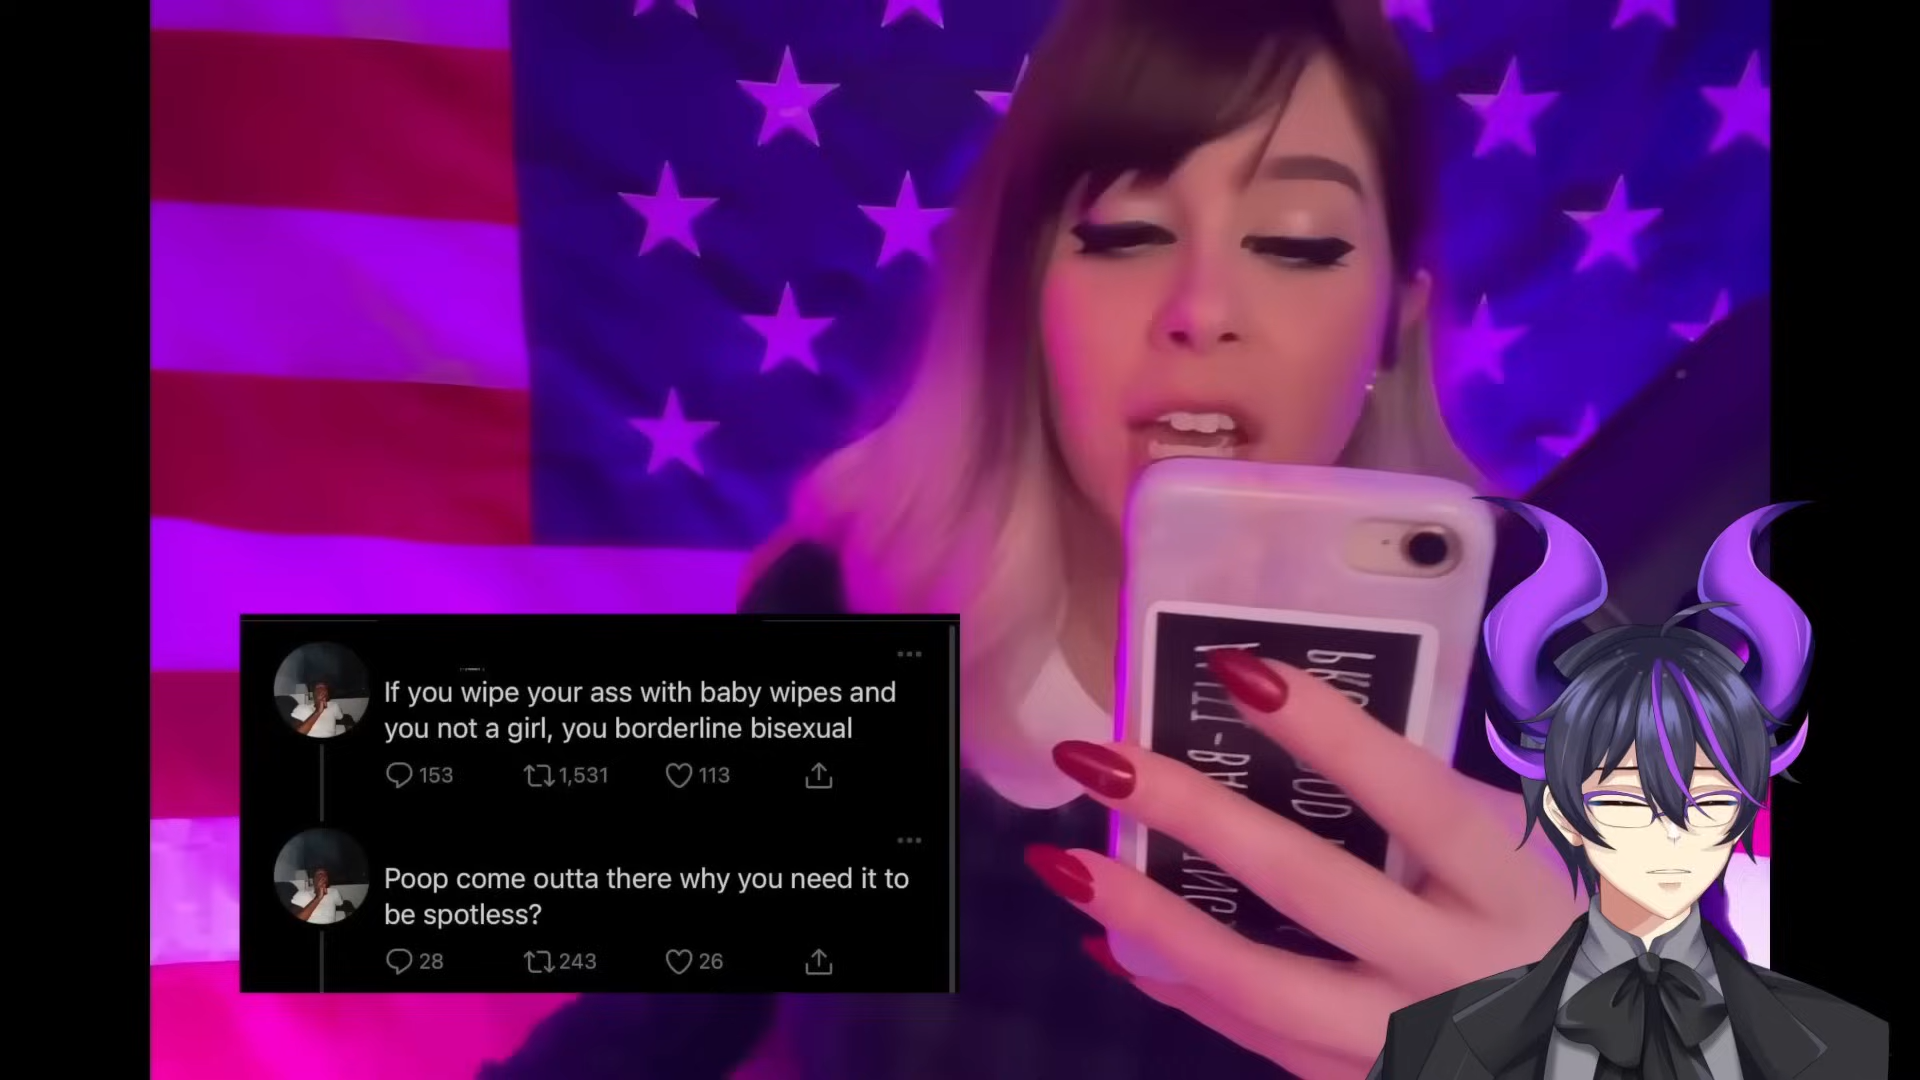 If you wipe your ass with baby wipes and
you not a girl, you borderline bisexual
153 1,531 113
Poop come outta there why you need it to
be spotless?
28 243 26